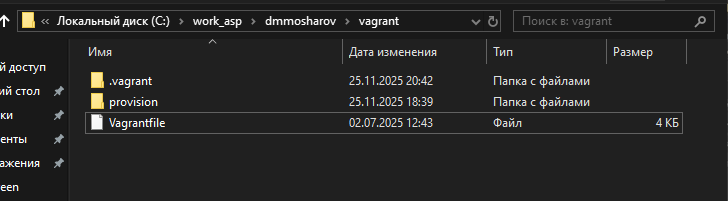 « Локальный диск (C:) › work_asp › dmmosharov › vagrant
Поиск в: vagrant
Имя Дата изменения Тип Размер
.vagrant 25.11.2025 20:42 Папка с файлами
provision 25.11.2025 18:39 Папка с файлами
Vagrantfile 02.07.2025 12:43 Файл 4 КБ
й доступ
ий стол
ки
енты
ражения
reen